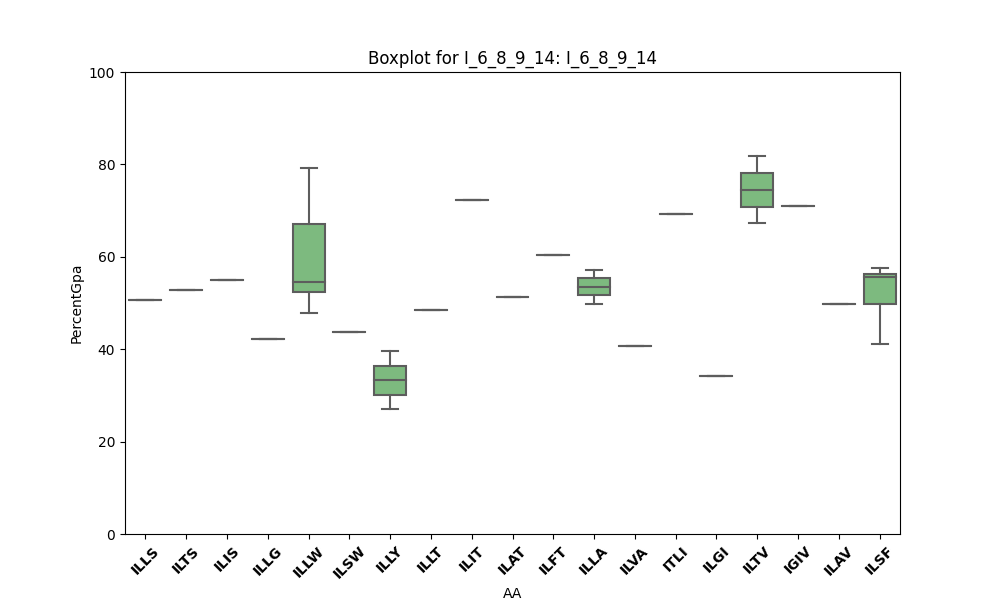 Boxplot for I_6_8_9_14: I_6_8_9_14
100
80
60
40
20
0
PercentGpa
ILLS ILTS ILIS ILLG ILLW ILSW ILLY ILLT ILIT ILAT ILFT ILLA ILVA ITLI ILGI ILTV IGIV ILAV ILSF
AA